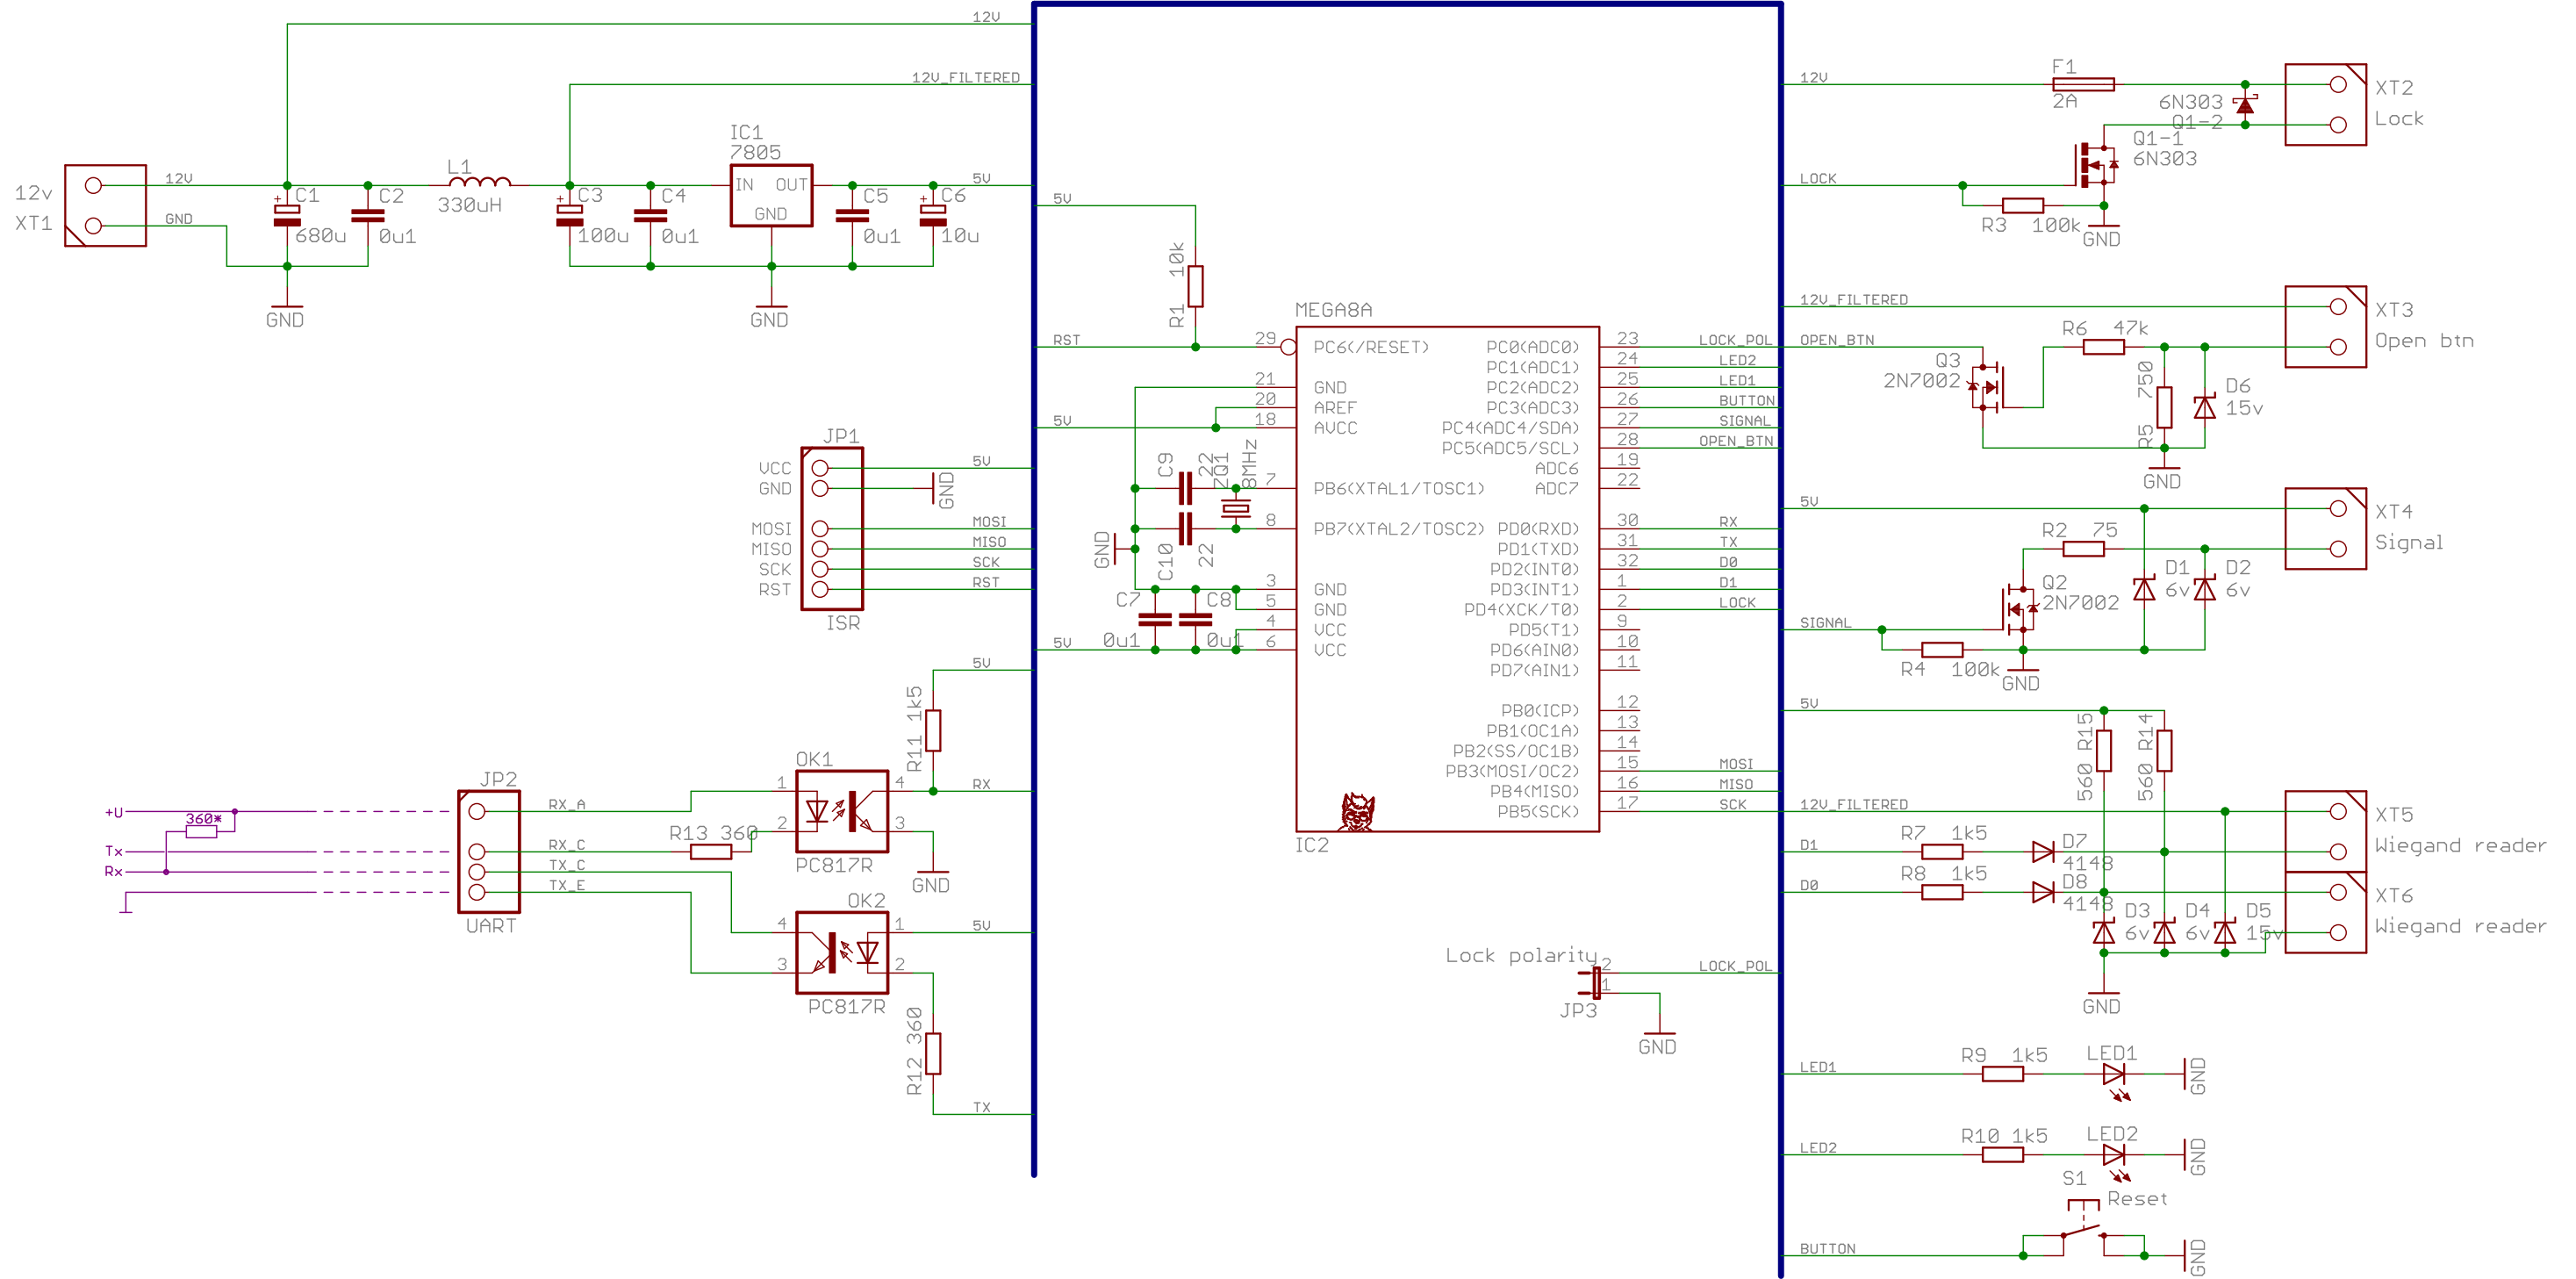 12V
12V_FILTERED
12v
XT1
12V
GND
C1
680u
C2
0u1
GND
L1
330uH
C3
100u
C4
0u1
IC1
7805
IN
OUT
GND
GND
C5
0u1
C6
10u
5V
JP1
VCC
GND
MOSI
MISO
SCK
RST
ISR
5V
GND
MOSI
MISO
SCK
RST
+U
360*
Tx
Rx
JP2
UART
RX_A
RX_C
TX_C
TX_E
R13 360
OK1
1
2
4
3
PC817R
GND
R11 1k5
5V
RX
OK2
4
3
1
2
PC817R
5V
R12 360
TX
5V
R1 10k
RST
5V
GND
C9 22
C10 22
ZQ1
8MHz
C7
0u1
C8
0u1
5V
MEGA8A
29 PC6(/RESET)
21 GND
20 AREF
18 AVCC
7 PB6(XTAL1/TOSC1)
8 PB7(XTAL2/TOSC2)
3 GND
5 GND
4 VCC
6 VCC
PC0(ADC0) 23 LOCK_POL
PC1(ADC1) 24 LED2
PC2(ADC2) 25 LED1
PC3(ADC3) 26 BUTTON
PC4(ADC4/SDA) 27 SIGNAL
PC5(ADC5/SCL) 28 OPEN_BTN
ADC6 19
ADC7 22
PD0(RXD) 30 RX
PD1(TXD) 31 TX
PD2(INT0) 32 D0
PD3(INT1) 1 D1
PD4(XCK/T0) 2 LOCK
PD5(T1) 9
PD6(AIN0) 10
PD7(AIN1) 11
PB0(ICP) 12
PB1(OC1A) 13
PB2(SS/OC1B) 14
PB3(MOSI/OC2) 15 MOSI
PB4(MISO) 16 MISO
PB5(SCK) 17 SCK
IC2
Lock polarity
2
1
JP3
LOCK_POL
GND
12V
F1
2A
6N303
Q1-2
XT2
Lock
LOCK
Q1-1
6N303
R3 100k
GND
12V_FILTERED
OPEN_BTN
Q3
2N7002
R6 47k
R5 750
D6
15v
GND
XT3
Open btn
5V
R2 75
Q2
2N7002
D1
6v
D2
6v
XT4
Signal
SIGNAL
R4 100k
GND
5V
560 R15
560 R14
12V_FILTERED
D1
R7 1k5
D7
4148
D0
R8 1k5
D8
4148
D3
6v
D4
6v
D5
15v
GND
XT5
Wiegand reader
XT6
Wiegand reader
LED1
R9 1k5
LED1
GND
LED2
R10 1k5
LED2
GND
S1
Reset
BUTTON
GND